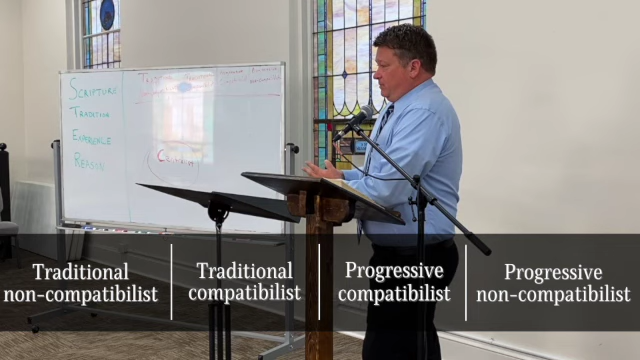 SCRIPTURE
TRADITION
EXPERIENCE
REASON
Traditional
non-compatibilist
Traditional
compatibilist
Progressive
compatibilist
Progressive
non-compatibilist